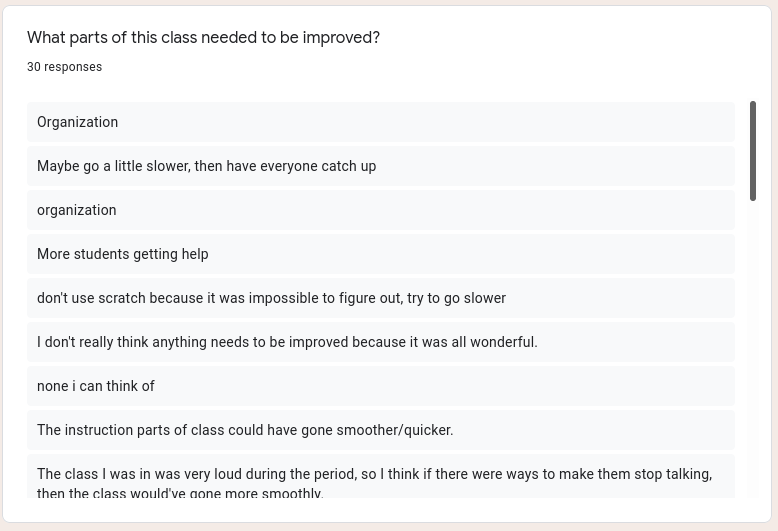 What parts of this class needed to be improved?
30 responses
Organization
Maybe go a little slower, then have everyone catch up
organization
More students getting help
don't use scratch because it was impossible to figure out, try to go slower
I don't really think anything needs to be improved because it was all wonderful.
none i can think of
The instruction parts of class could have gone smoother/quicker.
The class I was in was very loud during the period, so I think if there were ways to make them stop talking,
then the class would've gone more smoothly.